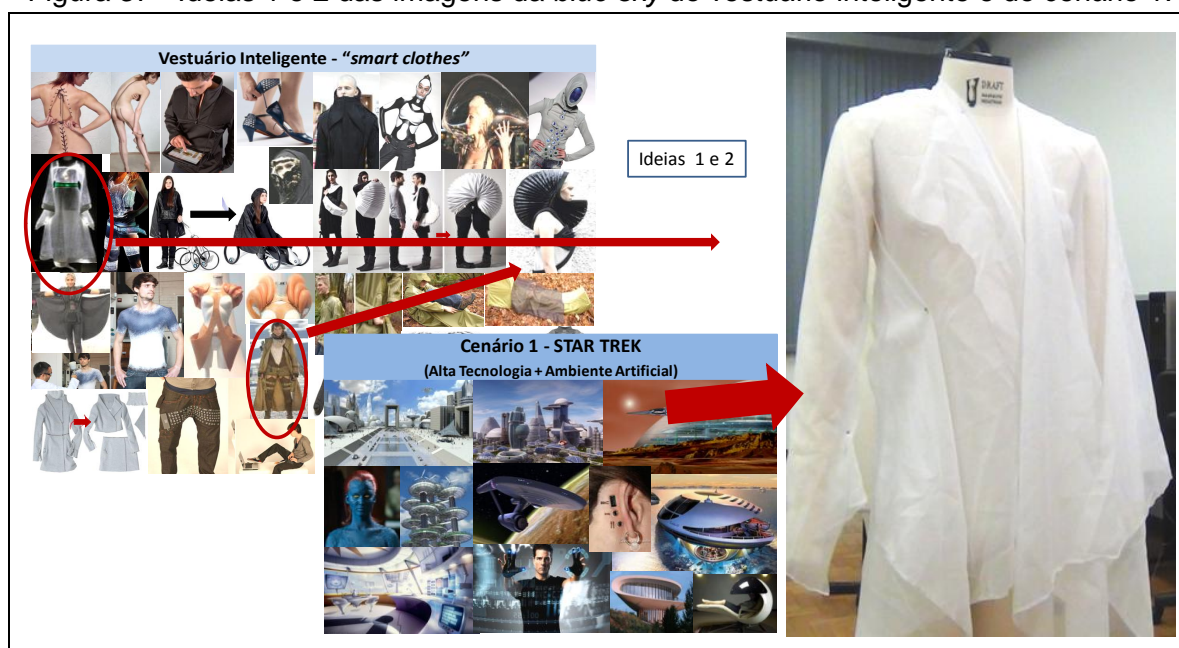 Figura 57 - Ideias 1 e 2 das imagens da blue sky do vestuário inteligente e do cenário 1.
Vestuário Inteligente - “smart clothes”
Ideias 1 e 2
DRAFT
Cenário 1 - STAR TREK
(Alta Tecnologia + Ambiente Artificial)